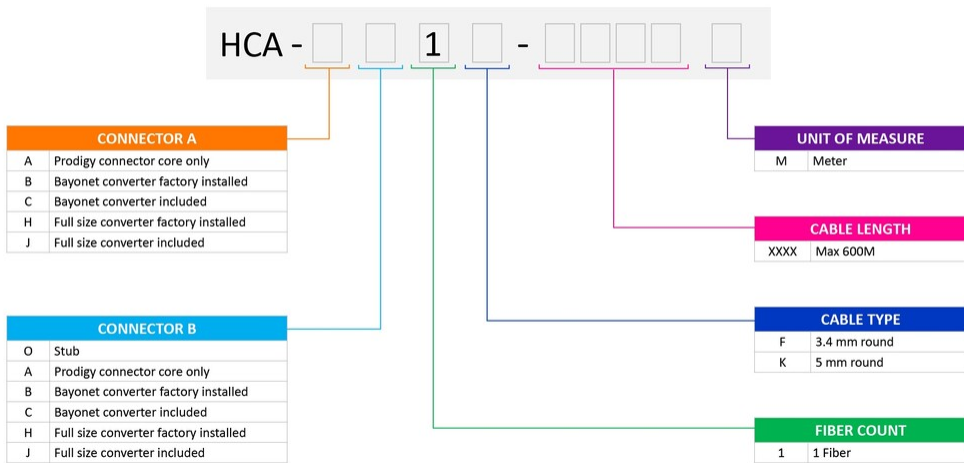 HCA - 1 -
CONNECTOR A
A Prodigy connector core only
B Bayonet converter factory installed
C Bayonet converter included
H Full size converter factory installed
J Full size converter included
CONNECTOR B
O Stub
A Prodigy connector core only
B Bayonet converter factory installed
C Bayonet converter included
H Full size converter factory installed
J Full size converter included
UNIT OF MEASURE
M Meter
CABLE LENGTH
XXXX Max 600M
CABLE TYPE
F 3.4 mm round
K 5 mm round
FIBER COUNT
1 1 Fiber